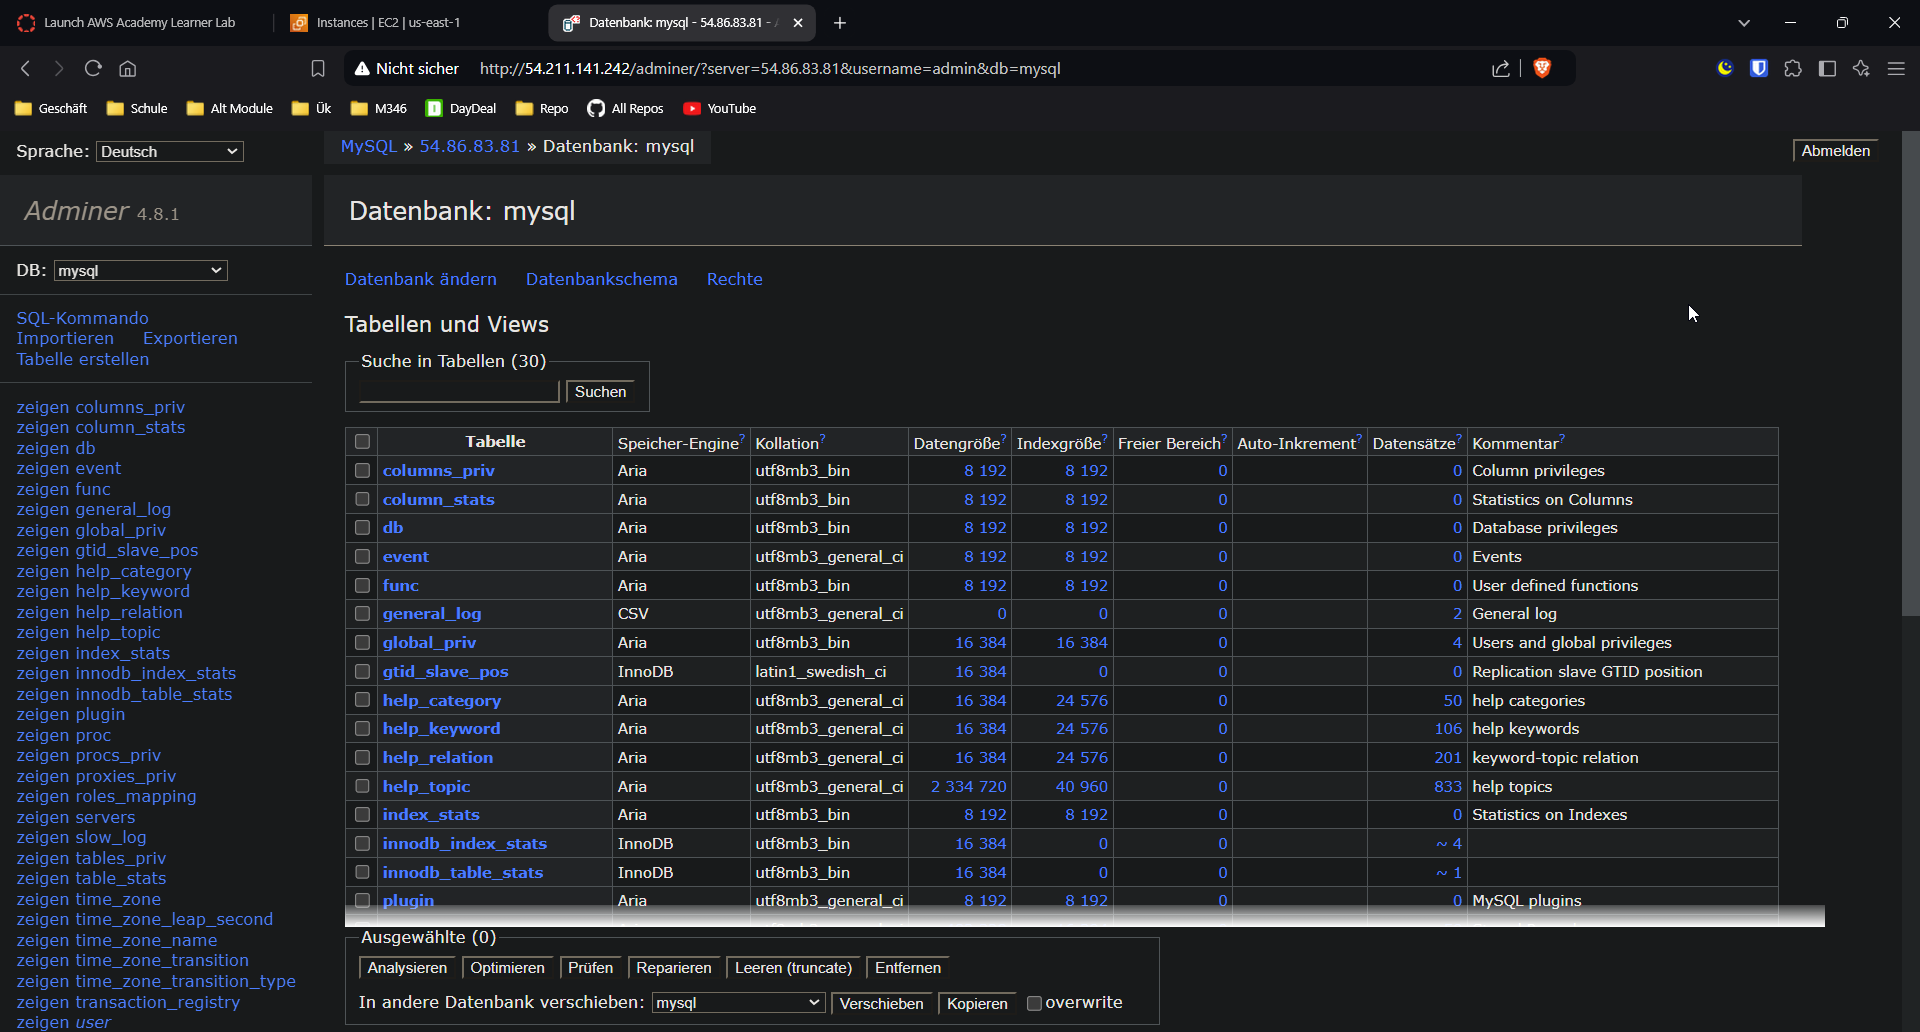 Launch AWS Academy Learner Lab
Instances | EC2 | us-east-1
Datenbank: mysql - 54.86.83.81 -
Nicht sicher http://54.211.141.242/adminer/?server=54.86.83.81&username=admin&db=mysql
Geschäft Schule Alt Module Ük M346 DayDeal Repo All Repos YouTube
Sprache: Deutsch
MySQL » 54.86.83.81 » Datenbank: mysql
Abmelden
Adminer 4.8.1
Datenbank: mysql
DB: mysql
Datenbank ändern Datenbankschema Rechte
SQL-Kommando
Importieren Exportieren
Tabelle erstellen
zeigen columns_priv
zeigen column_stats
zeigen db
zeigen event
zeigen func
zeigen general_log
zeigen global_priv
zeigen gtid_slave_pos
zeigen help_category
zeigen help_keyword
zeigen help_relation
zeigen help_topic
zeigen index_stats
zeigen innodb_index_stats
zeigen innodb_table_stats
zeigen plugin
zeigen proc
zeigen procs_priv
zeigen proxies_priv
zeigen roles_mapping
zeigen servers
zeigen slow_log
zeigen tables_priv
zeigen table_stats
zeigen time_zone
zeigen time_zone_leap_second
zeigen time_zone_name
zeigen time_zone_transition
zeigen time_zone_transition_type
zeigen transaction_registry
zeigen user
Tabellen und Views
Suche in Tabellen (30)
Suchen
Tabelle Speicher-Engine? Kollation? Datengröße? Indexgröße? Freier Bereich? Auto-Inkrement? Datensätze? Kommentar?
columns_priv Aria utf8mb3_bin 8 192 8 192 0 0 Column privileges
column_stats Aria utf8mb3_bin 8 192 8 192 0 0 Statistics on Columns
db Aria utf8mb3_bin 8 192 8 192 0 0 Database privileges
event Aria utf8mb3_general_ci 8 192 8 192 0 0 Events
func Aria utf8mb3_bin 8 192 8 192 0 0 User defined functions
general_log CSV utf8mb3_general_ci 0 0 0 2 General log
global_priv Aria utf8mb3_bin 16 384 16 384 0 4 Users and global privileges
gtid_slave_pos InnoDB latin1_swedish_ci 16 384 0 0 0 Replication slave GTID position
help_category Aria utf8mb3_general_ci 16 384 24 576 0 50 help categories
help_keyword Aria utf8mb3_general_ci 16 384 24 576 0 106 help keywords
help_relation Aria utf8mb3_general_ci 16 384 24 576 0 201 keyword-topic relation
help_topic Aria utf8mb3_general_ci 2 334 720 40 960 0 833 help topics
index_stats Aria utf8mb3_bin 8 192 8 192 0 0 Statistics on Indexes
innodb_index_stats InnoDB utf8mb3_bin 16 384 0 0 ~ 4
innodb_table_stats InnoDB utf8mb3_bin 16 384 0 0 ~ 1
plugin Aria utf8mb3_general_ci 8 192 8 192 0 0 MySQL plugins
Ausgewählte (0)
Analysieren Optimieren Prüfen Reparieren Leeren (truncate) Entfernen
In andere Datenbank verschieben: mysql Verschieben Kopieren overwrite